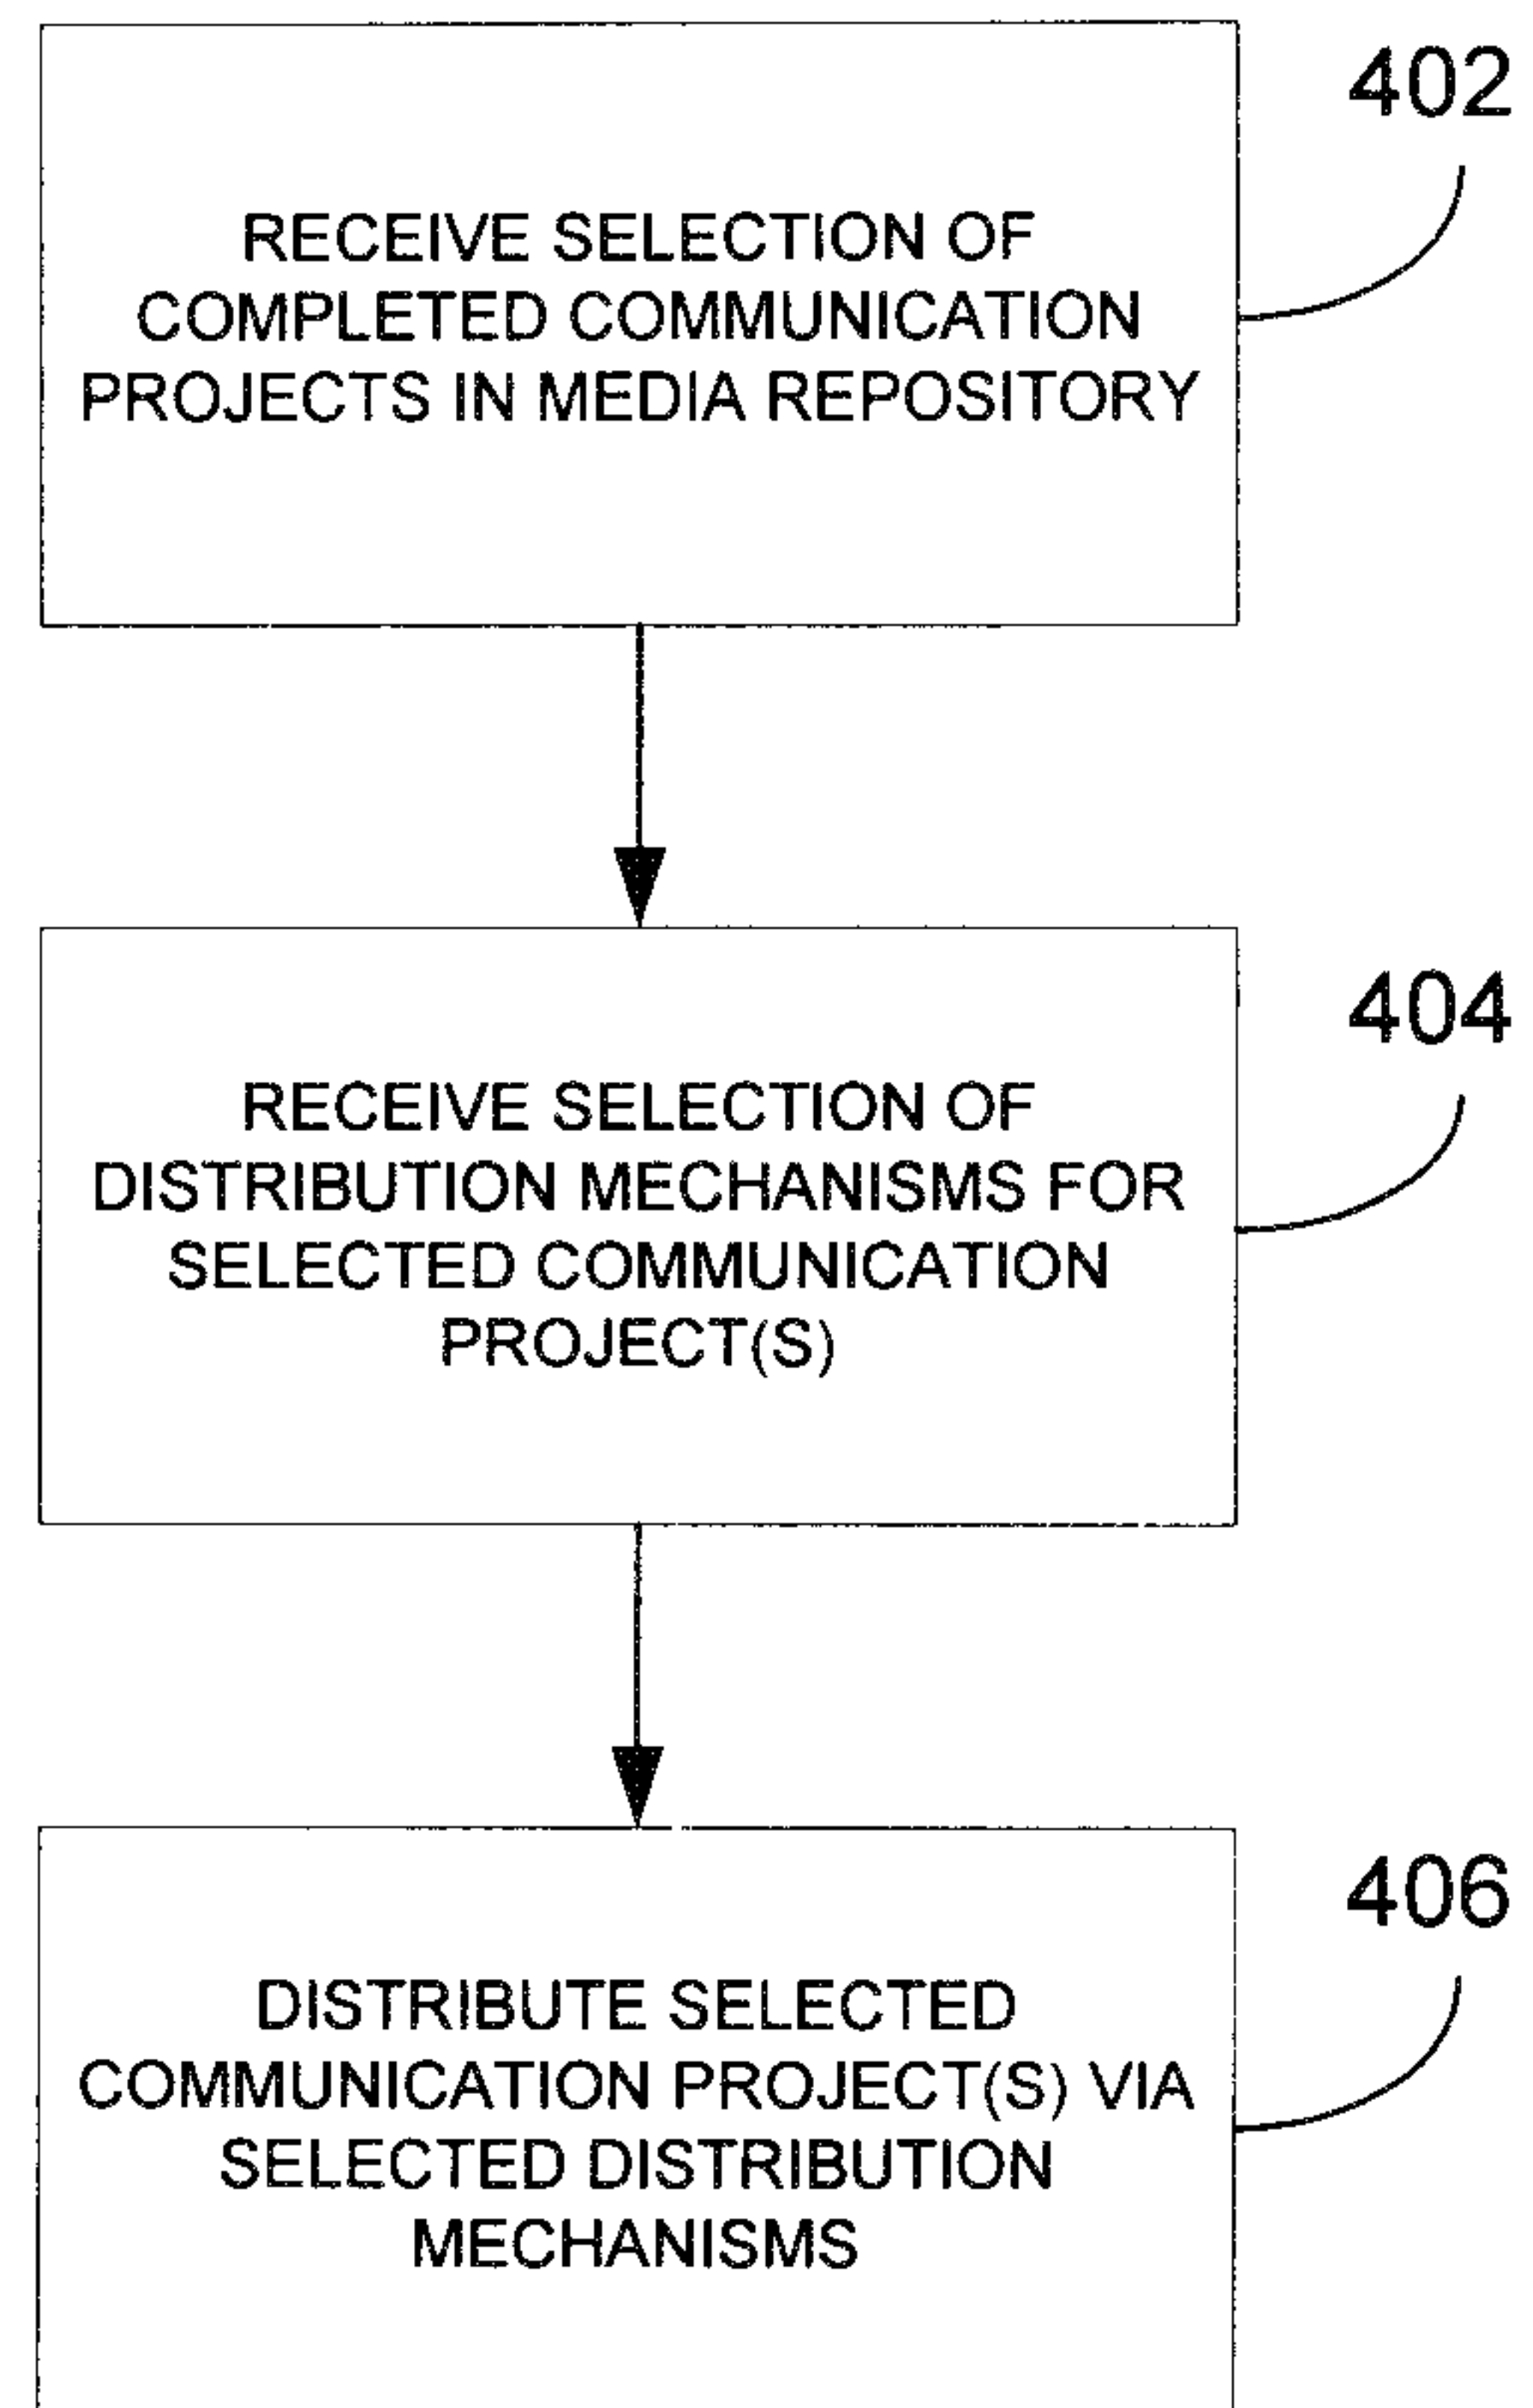 402
RECEIVE SELECTION OF
COMPLETED COMMUNICATION
PROJECTS IN MEDIA REPOSITORY
404
RECEIVE SELECTION OF
DISTRIBUTION MECHANISMS FOR
SELECTED COMMUNICATION
PROJECT(S)
406
DISTRIBUTE SELECTED
COMMUNICATION PROJECT(S) VIA
SELECTED DISTRIBUTION
MECHANISMS